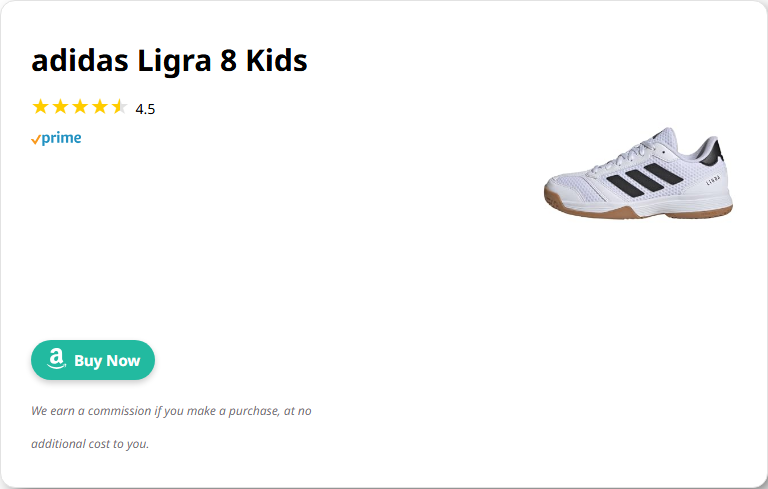 adidas Ligra 8 Kids
4.5
prime
Buy Now
We earn a commission if you make a purchase, at no
additional cost to you.
LIGRA